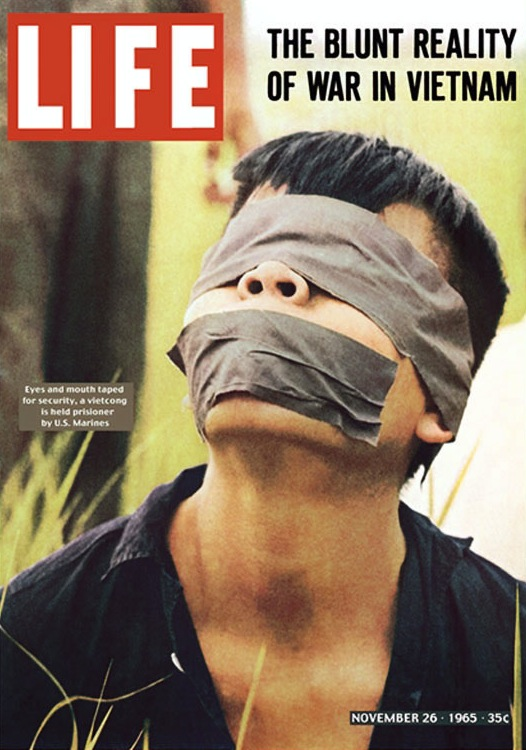 LIFE
THE BLUNT REALITY
OF WAR IN VIETNAM
Eyes and mouth taped
for security, a vietcong
is held prisioner
by U.S. Marines
NOVEMBER 26 · 1965 · 35¢